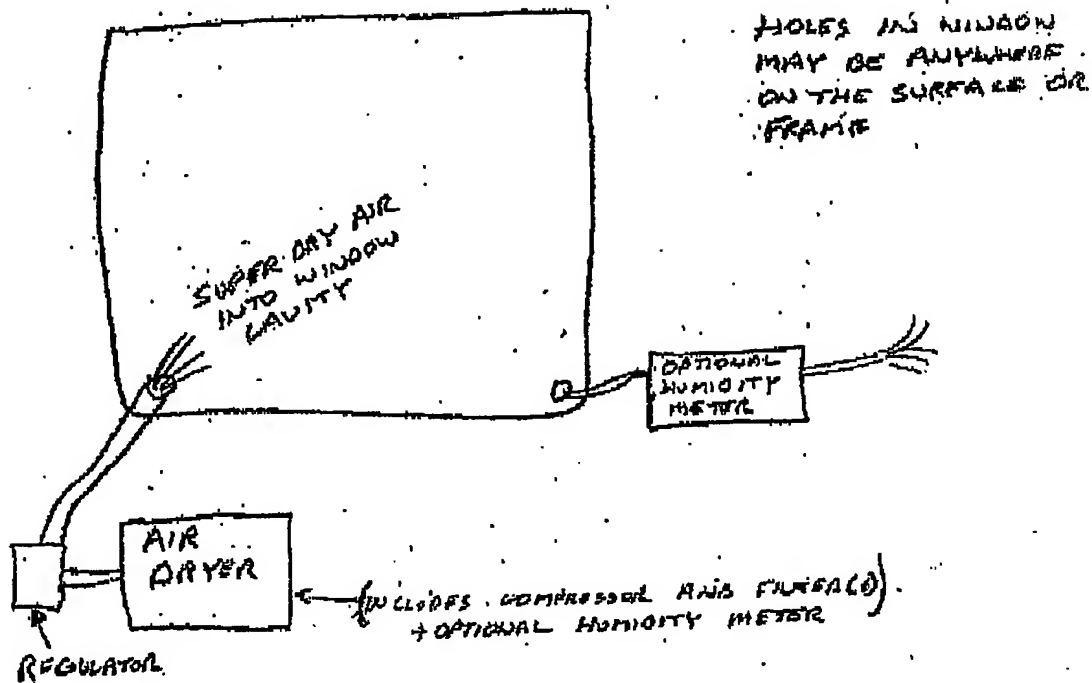 HOLES IN WINDOW
MAY BE ANYWHERE
ON THE SURFACE OR
FRAME
SUPER DRY AIR
INTO WINDOW
CAVITY
OPTIONAL
HUMIDITY
METER
AIR
DRYER
(INCLUDES COMPRESSOR AND FILTER(S)
+ OPTIONAL HUMIDITY METER)
REGULATOR